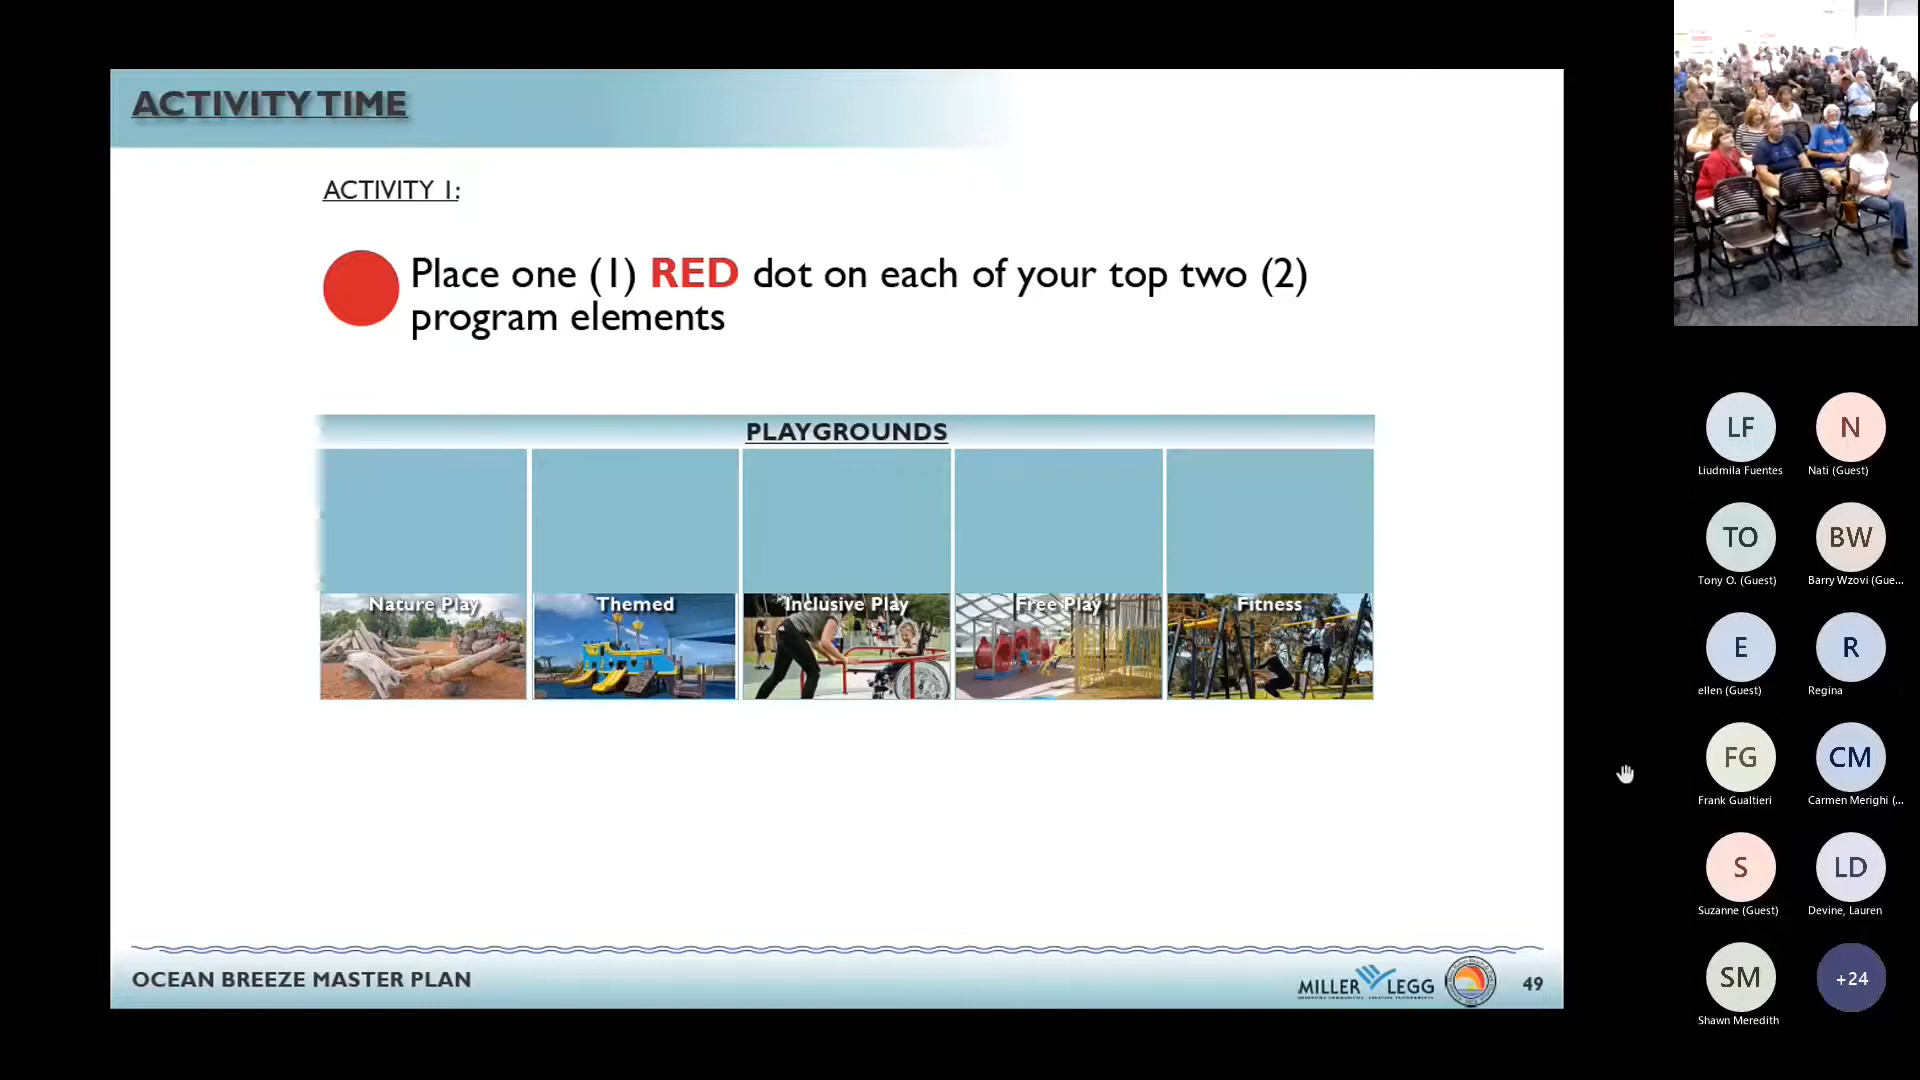 ACTIVITY TIME
ACTIVITY 1:
Place one (1) RED dot on each of your top two (2)
program elements
PLAYGROUNDS
Nature Play
Themed
Inclusive Play
Free Play
Fitness
OCEAN BREEZE MASTER PLAN
MILLER LEGG
49
LF
N
Liudmila Fuentes
Nati (Guest)
TO
BW
Tony O. (Guest)
Barry Wzovi (Gue...
E
R
ellen (Guest)
Regina
FG
CM
Frank Gualtieri
Carmen Merighi (...
S
LD
Suzanne (Guest)
Devine, Lauren
SM
+24
Shawn Meredith